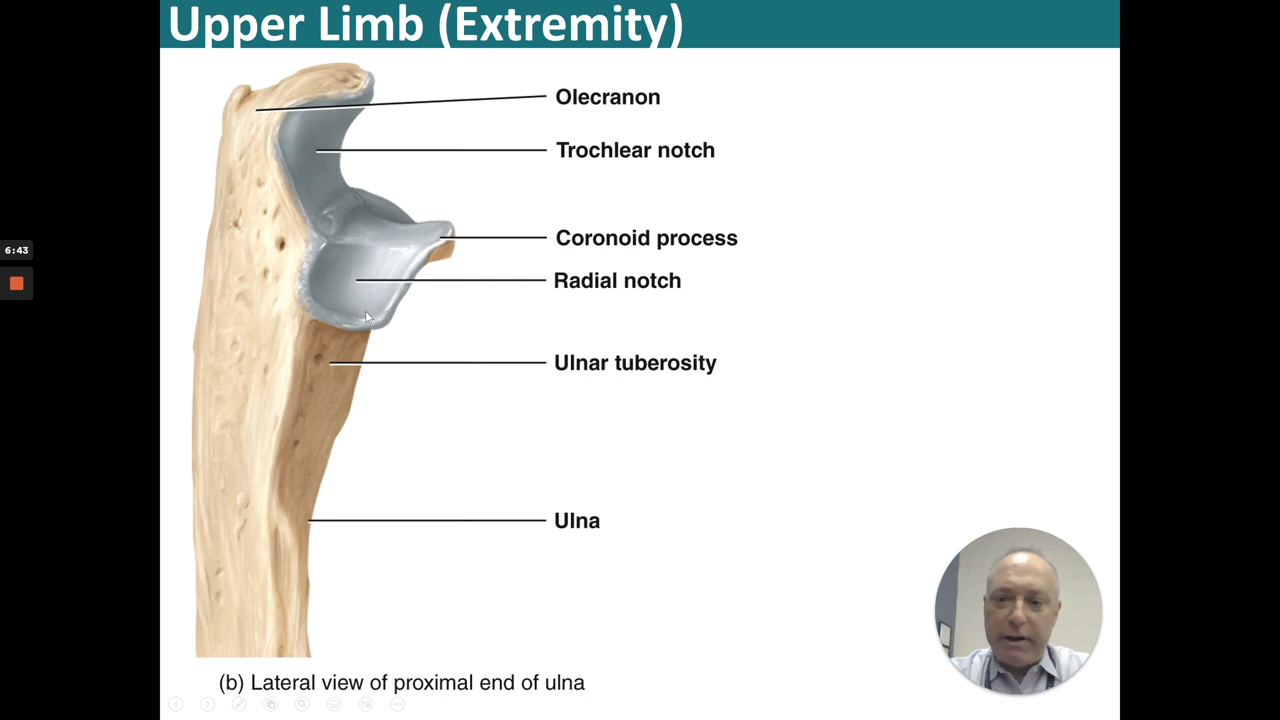 Upper Limb (Extremity)
Olecranon
Trochlear notch
Coronoid process
6:43
Radial notch
Ulnar tuberosity
Ulna
(b) Lateral view of proximal end of ulna